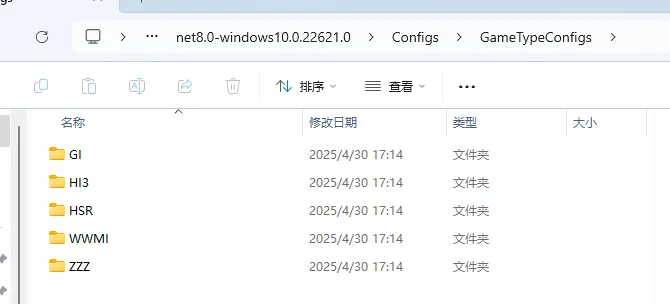 net8.0-windows10.0.22621.0 > Configs > GameTypeConfigs >
排序 查看
名称 修改日期 类型 大小
GI 2025/4/30 17:14 文件夹
HI3 2025/4/30 17:14 文件夹
HSR 2025/4/30 17:14 文件夹
WWMI 2025/4/30 17:14 文件夹
ZZZ 2025/4/30 17:14 文件夹